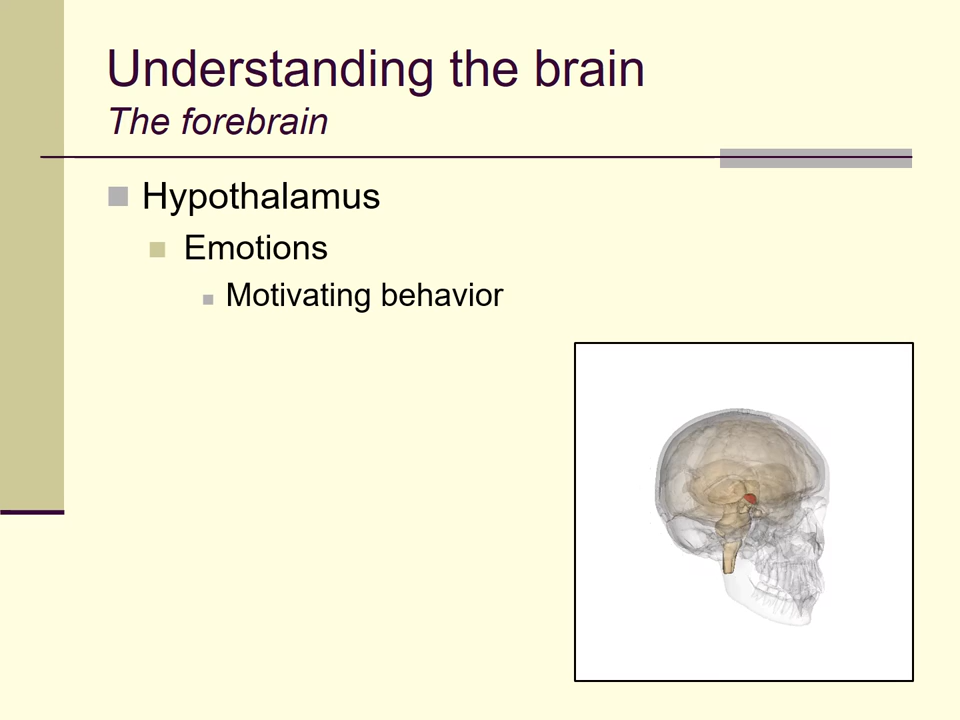 Understanding the brain
The forebrain
Hypothalamus
Emotions
Motivating behavior